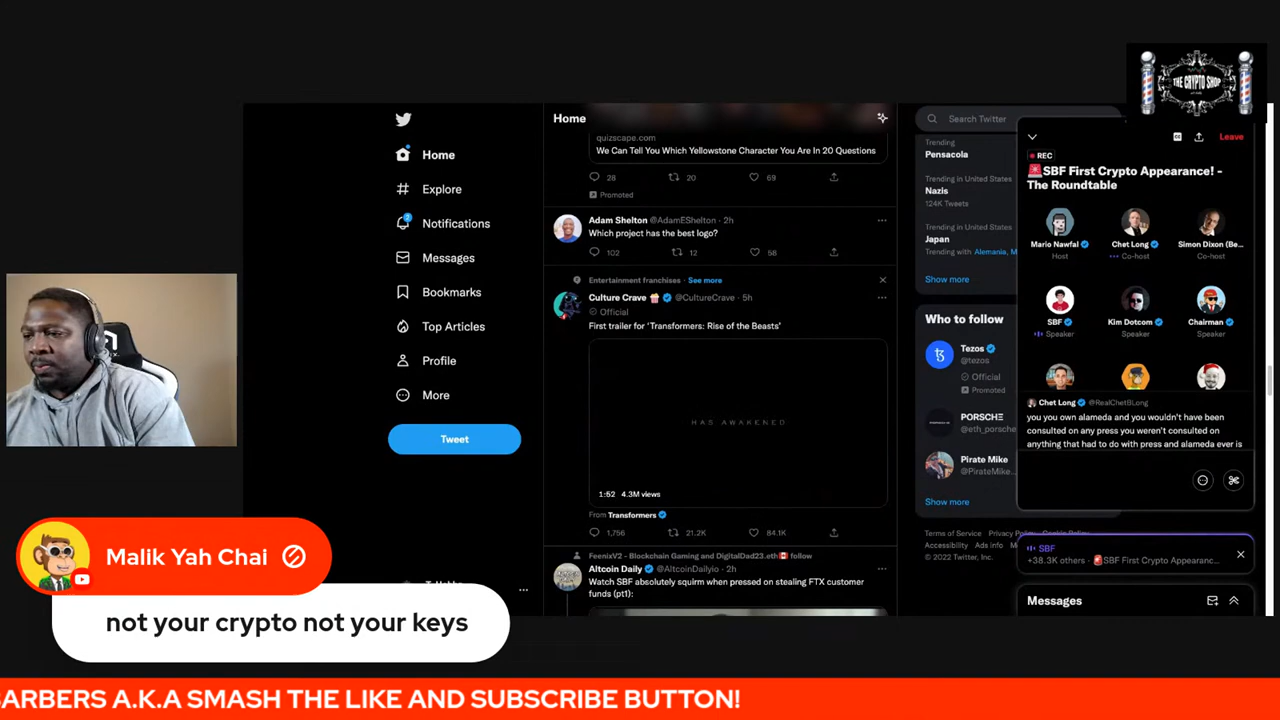 THE CRYPTO SHOP
Home
Explore
Notifications
2
Messages
Bookmarks
Top Articles
Profile
More
Tweet
Home
quizscape.com
We Can Tell You Which Yellowstone Character You Are In 20 Questions
28 20 69
Promoted
Adam Shelton @AdamEShelton · 2h
Which project has the best logo?
102 12 58
Entertainment franchises · See more
Culture Crave @CultureCrave · 5h
Official
First trailer for 'Transformers: Rise of the Beasts'
HAS AWAKENED
1:52 4.3M views
From Transformers
1,756 21.2K 84.1K
FeenixV2 - Blockchain Gaming and DigitalDad23.eth follow
Altcoin Daily @AltcoinDailyio · 2h
Watch SBF absolutely squirm when pressed on stealing FTX customer
funds (pt1):
Search Twitter
Trending
Pensacola
Trending in United States
Nazis
124K Tweets
Trending in United States
Japan
Trending with Alemania, M
Show more
Who to follow
Tezos
@tezos
Official
Promoted
PORSCHΞ
@eth_porsche
Pirate Mike
@PirateMike...
Show more
Terms of Service Privacy Policy Cookie Policy
Accessibility Ads info
© 2022 Twitter, Inc.
Leave
REC
🚨SBF First Crypto Appearance! -
The Roundtable
Mario Nawfal Chet Long Simon Dixon (Be...
Host Co-host Co-host
SBF Kim Dotcom Chairman
Speaker Speaker Speaker
Chet Long @RealChetBLong
you you own alameda and you wouldn't have been
consulted on any press you weren't consulted on
anything that had to do with press and alameda ever is
SBF
+38.3K others · 🚨SBF First Crypto Appearanc...
Messages
Malik Yah Chai
not your crypto not your keys
ARBERS A.K.A SMASH THE LIKE AND SUBSCRIBE BUTTON!